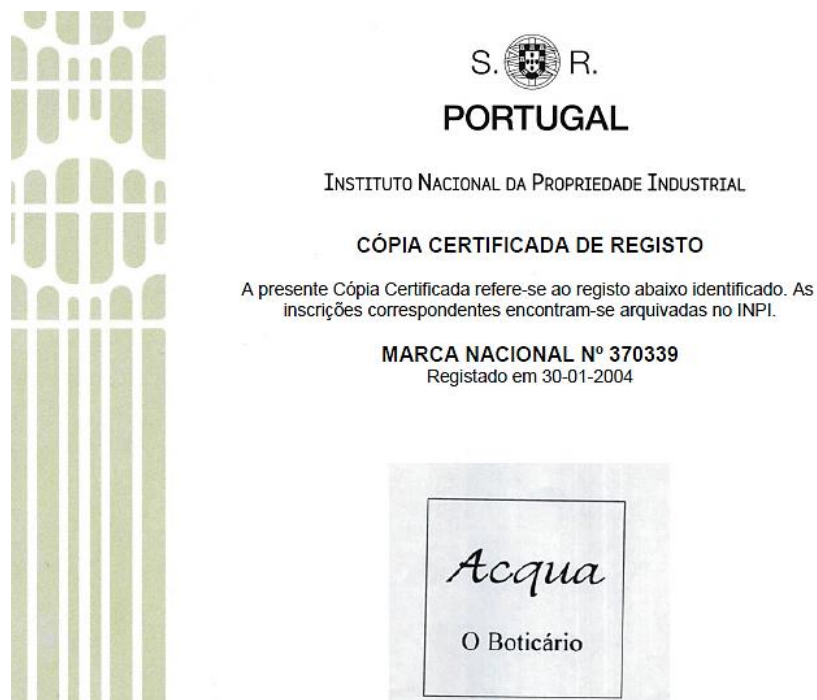 S. R.
PORTUGAL
INSTITUTO NACIONAL DA PROPRIEDADE INDUSTRIAL
CÓPIA CERTIFICADA DE REGISTO
A presente Cópia Certificada refere-se ao registo abaixo identificado. As
inscrições correspondentes encontram-se arquivadas no INPI.
MARCA NACIONAL Nº 370339
Registado em 30-01-2004
Acqua
O Boticário